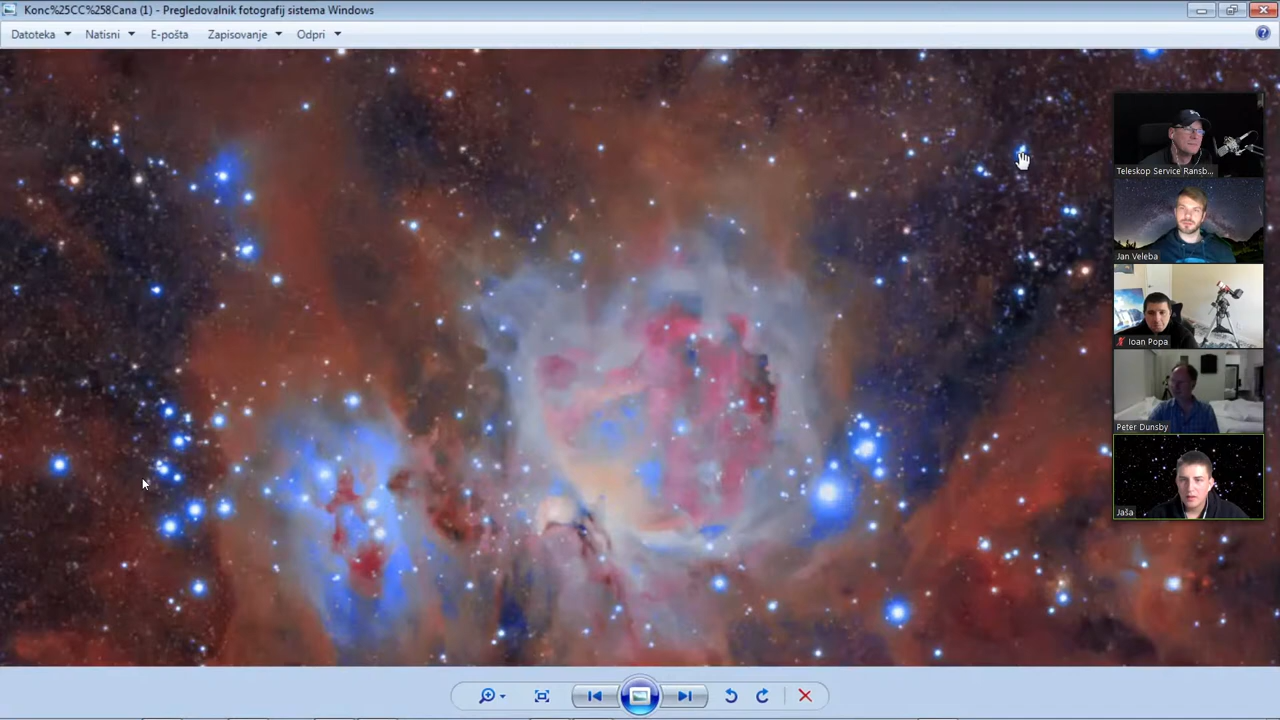 Konc%25CC%258Cana (1) - Pregledovalnik fotografij sistema Windows
Datoteka Natisni E-pošta Zapisovanje Odpri
Teleskop Service Ransb...
Jan Veleba
Ioan Popa
Peter Dunsby
Jaša